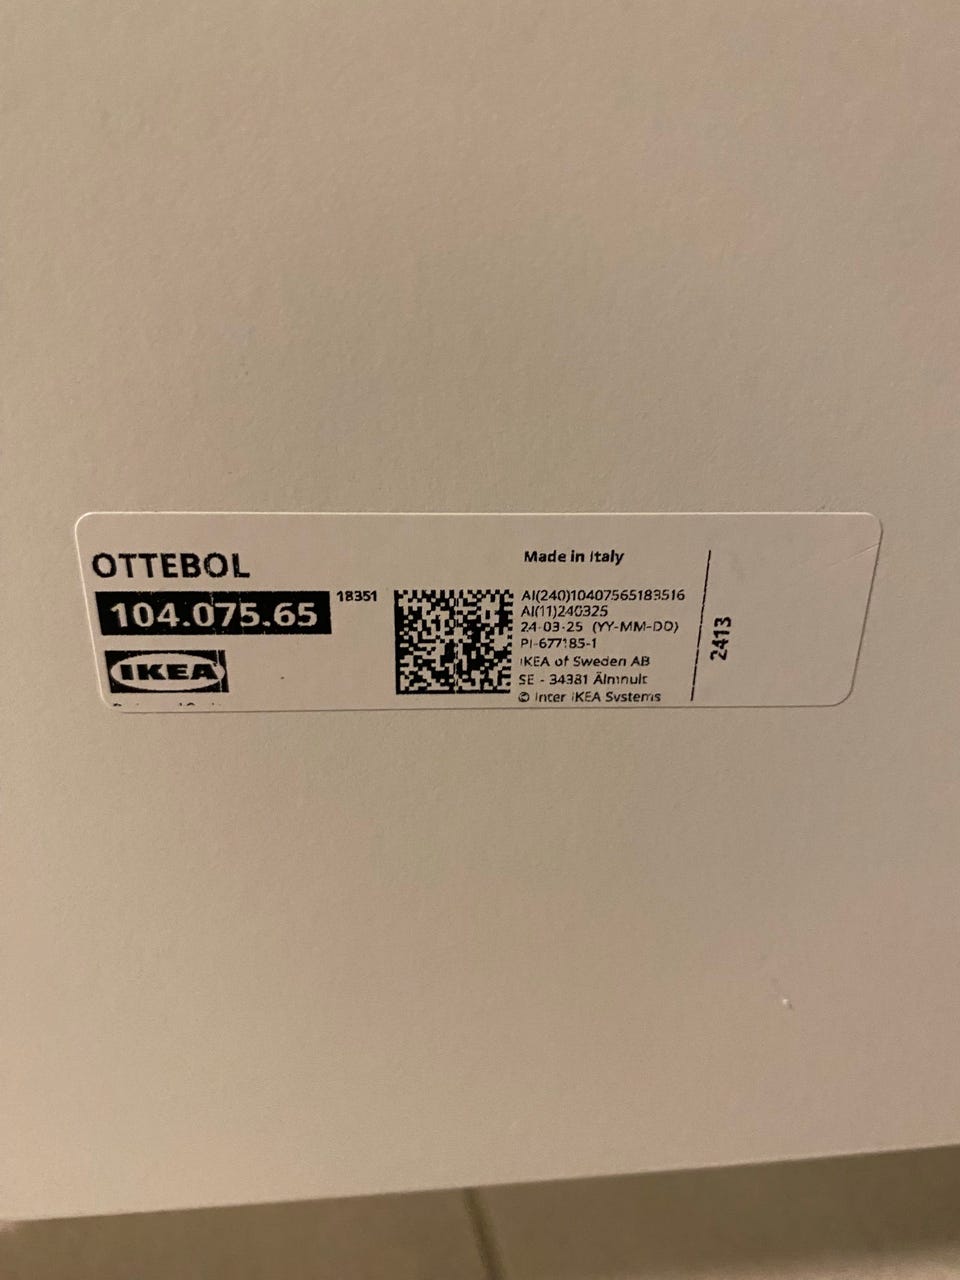 OTTEBOL
104.075.65
18351
IKEA
Made in Italy
AI(240)10407565183516
AI(11)240325
24-03-25 (YY-MM-DD)
PI-677185-1
IKEA of Sweden AB
SE - 34381 Älmhult
© Inter IKEA Systems
2413